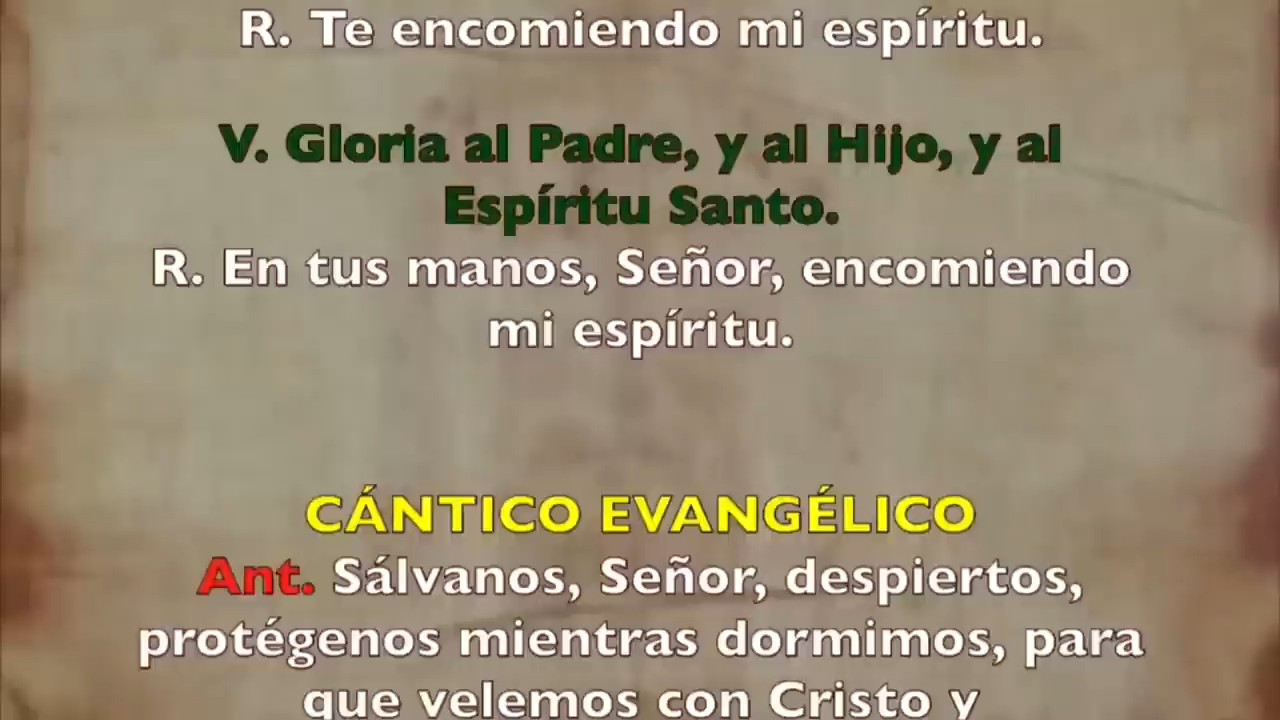 R. Te encomiendo mi espíritu.
V. Gloria al Padre, y al Hijo, y al
Espíritu Santo.
R. En tus manos, Señor, encomiendo
mi espíritu.
CÁNTICO EVANGÉLICO
Ant. Sálvanos, Señor, despiertos,
protégenos mientras dormimos, para
que velemos con Cristo y